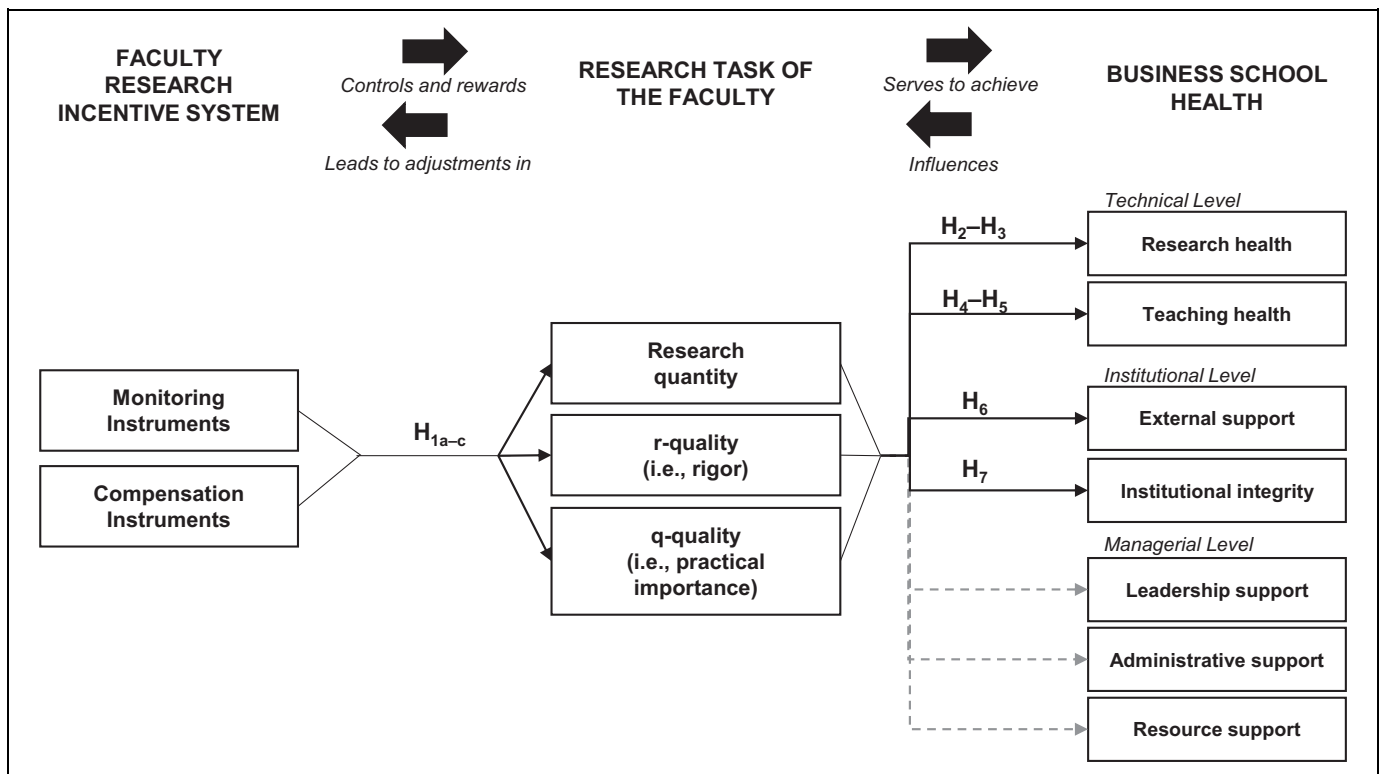 FACULTY
RESEARCH
INCENTIVE SYSTEM
Controls and rewards
Leads to adjustments in
RESEARCH TASK OF
THE FACULTY
Serves to achieve
Influences
BUSINESS SCHOOL
HEALTH
Monitoring
Instruments
Compensation
Instruments
H1a–c
Research
quantity
r-quality
(i.e., rigor)
q-quality
(i.e., practical
importance)
H2–H3
H4–H5
H6
H7
Technical Level
Research health
Teaching health
Institutional Level
External support
Institutional integrity
Managerial Level
Leadership support
Administrative support
Resource support